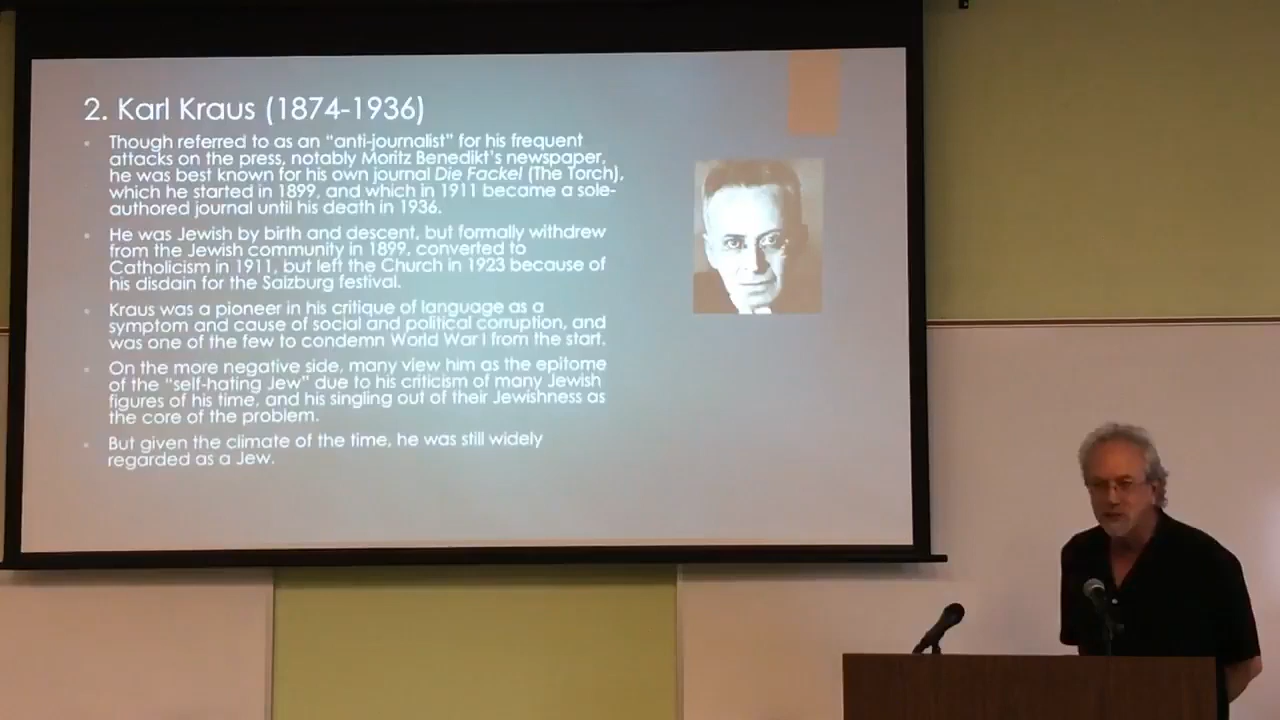 2. Karl Kraus (1874-1936)
Though referred to as an “anti-journalist” for his frequent
attacks on the press, notably Moritz Benedikt’s newspaper,
he was best known for his own journal Die Fackel (The Torch),
which he started in 1899, and which in 1911 became a sole-
authored journal until his death in 1936.
He was Jewish by birth and descent, but formally withdrew
from the Jewish community in 1899, converted to
Catholicism in 1911, but left the Church in 1923 because of
his disdain for the Salzburg festival.
Kraus was a pioneer in his critique of language as a
symptom and cause of social and political corruption, and
was one of the few to condemn World War I from the start.
On the more negative side, many view him as the epitome
of the “self-hating Jew” due to his criticism of many Jewish
figures of his time, and his singling out of their Jewishness as
the core of the problem.
But given the climate of the time, he was still widely
regarded as a Jew.